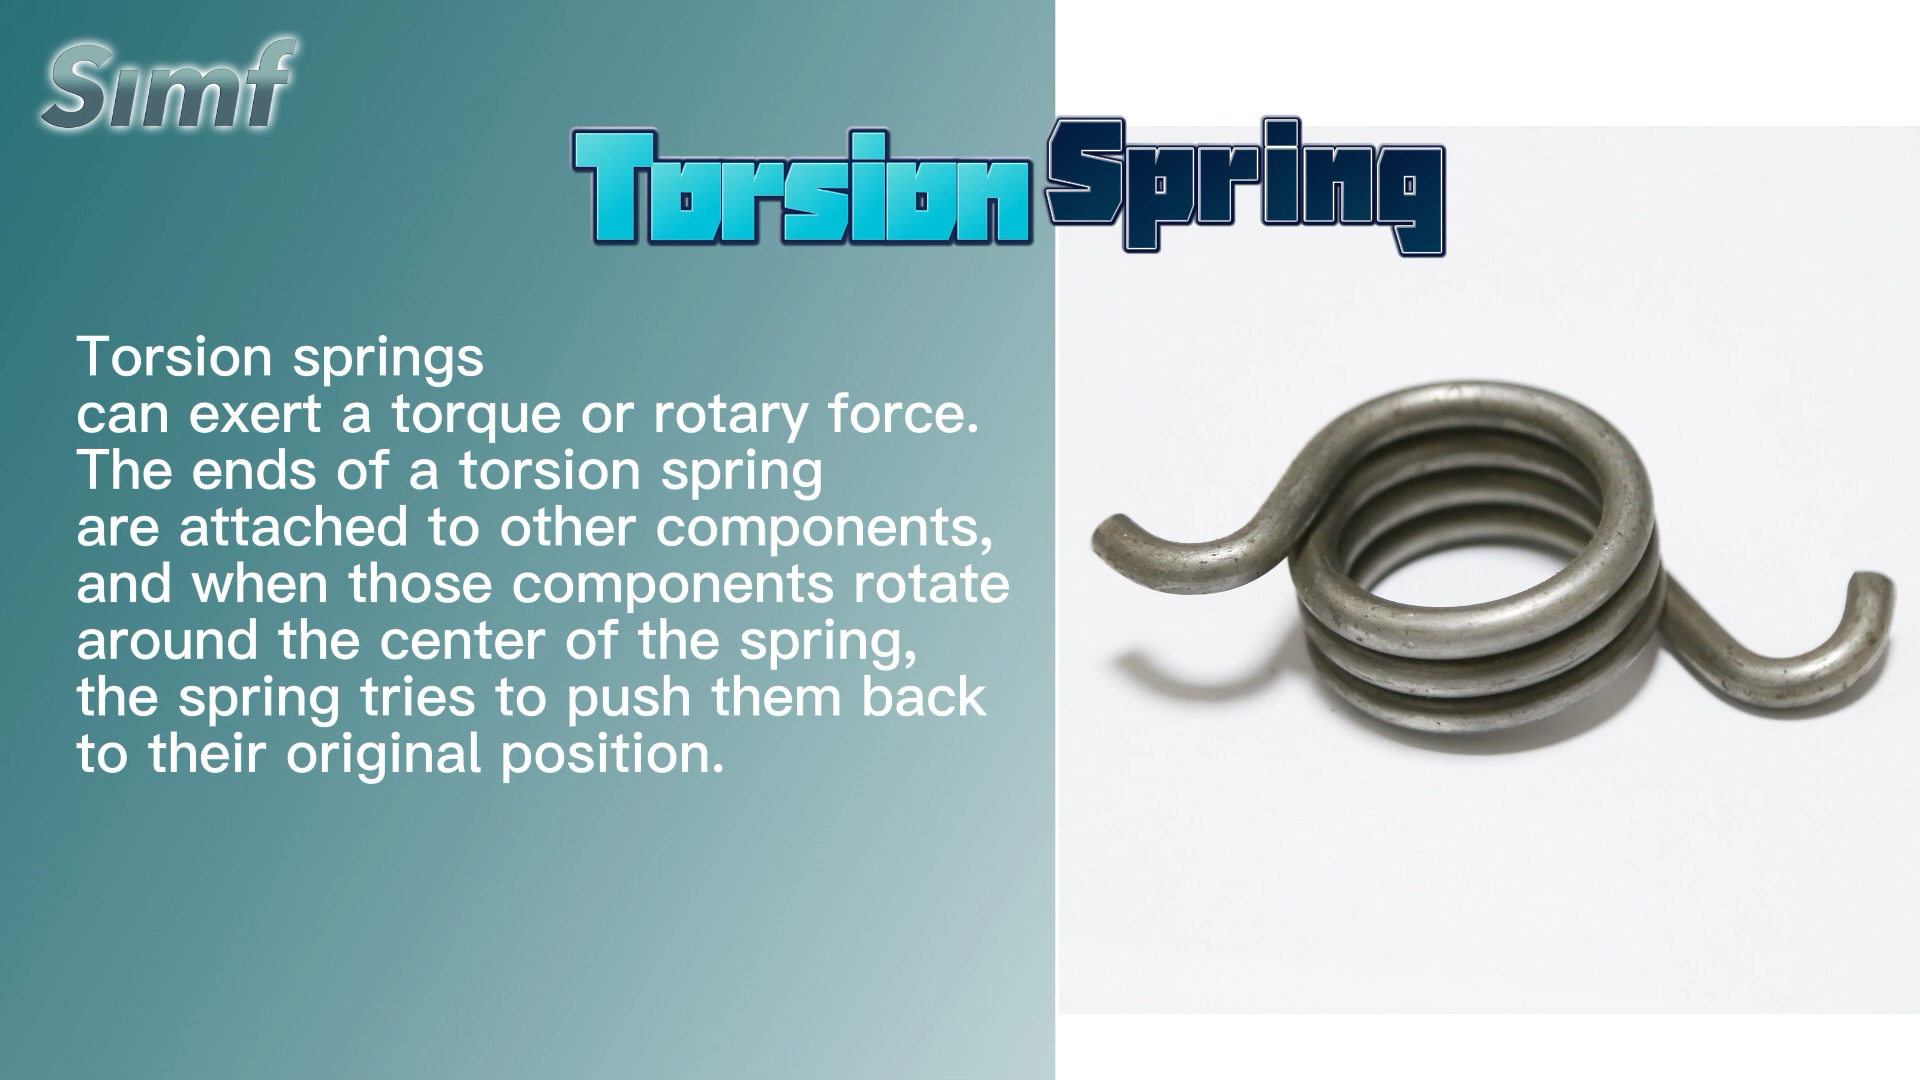 Simf
Torsion Spring
Torsion springs
can exert a torque or rotary force.
The ends of a torsion spring
are attached to other components,
and when those components rotate
around the center of the spring,
the spring tries to push them back
to their original position.